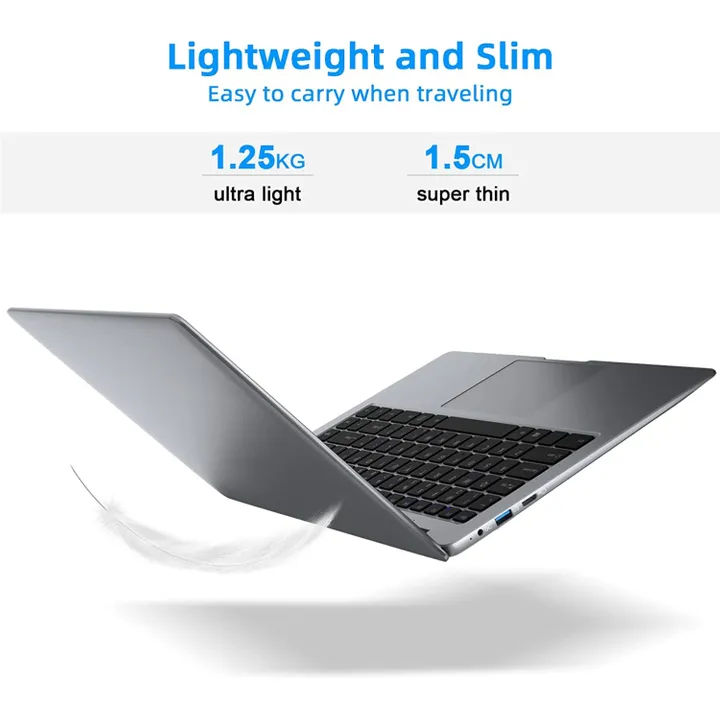 Lightweight and Slim
Easy to carry when traveling
1.25KG 1.5CM
ultra light super thin